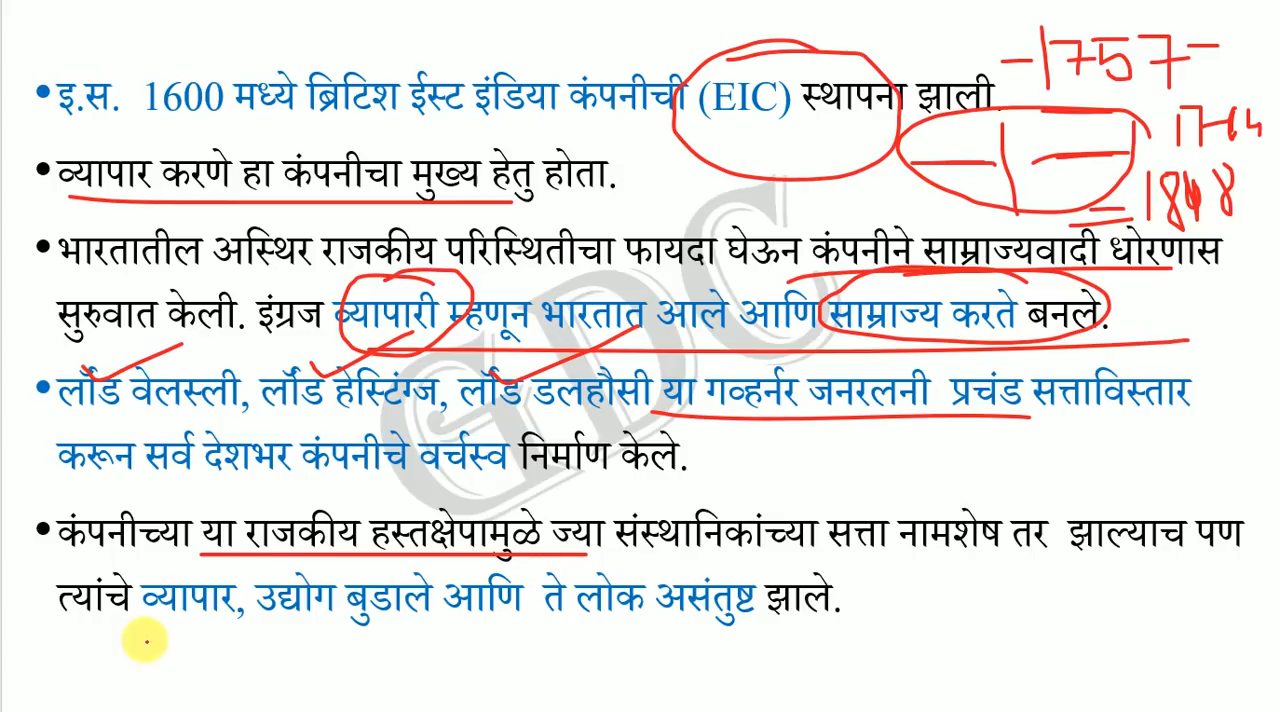 • इ.स. 1600 मध्ये ब्रिटिश ईस्ट इंडिया कंपनीची (EIC) स्थापना झाली.
-1757-
1764
1848
• व्यापार करणे हा कंपनीचा मुख्य हेतु होता.
• भारतातील अस्थिर राजकीय परिस्थितीचा फायदा घेऊन कंपनीने साम्राज्यवादी धोरणास
सुरुवात केली. इंग्रज व्यापारी म्हणून भारतात आले आणि साम्राज्य करते बनले.
• लॉर्ड वेलस्ली, लॉर्ड हेस्टिंग्ज, लॉर्ड डलहौसी या गव्हर्नर जनरलनी प्रचंड सत्ताविस्तार
करून सर्व देशभर कंपनीचे वर्चस्व निर्माण केले.
• कंपनीच्या या राजकीय हस्तक्षेपामुळे ज्या संस्थानिकांच्या सत्ता नामशेष तर झाल्याच पण
त्यांचे व्यापार, उद्योग बुडाले आणि ते लोक असंतुष्ट झाले.
GDC